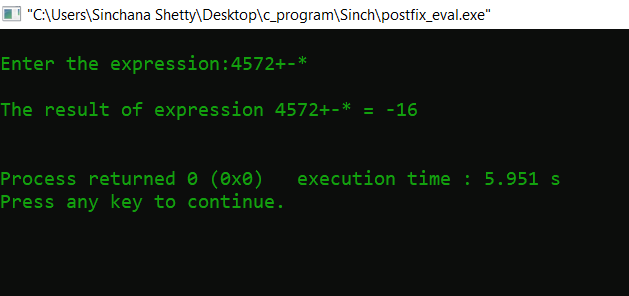 "C:\Users\Sinchana Shetty\Desktop\c_program\Sinch\postfix_eval.exe"
Enter the expression:4572+-*
The result of expression 4572+-* = -16
Process returned 0 (0x0)   execution time : 5.951 s
Press any key to continue.